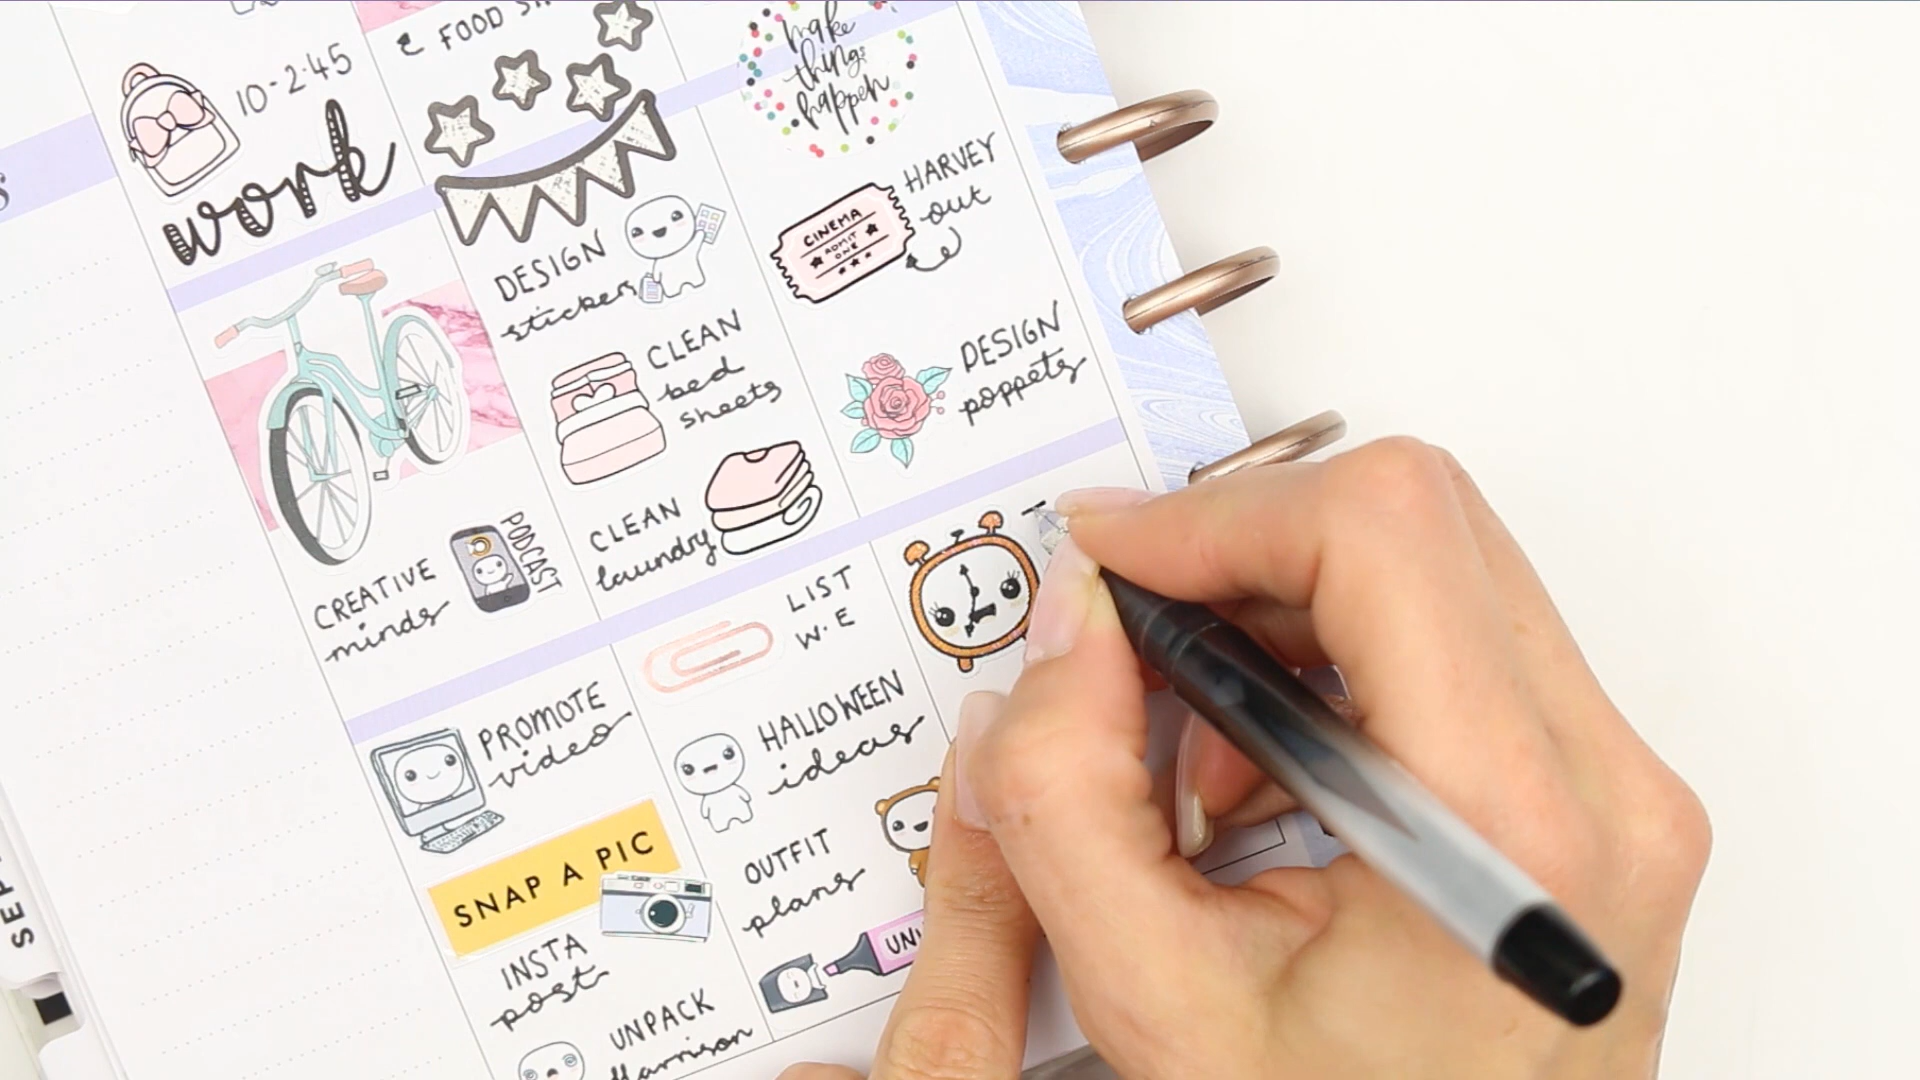 10-2.45
work
FOOD
make
things
happen
HARVEY
out
CINEMA
ADMIT
ONE
DESIGN
stickers
CLEAN
bed
sheets
DESIGN
poppets
CLEAN
laundry
CREATIVE
minds
PODCAST
LIST
W.E
PROMOTE
video
HALLOWEEN
ideas
SNAP A PIC
OUTFIT
plans
INSTA
post
UNPACK
Harrison
UNI
SEP